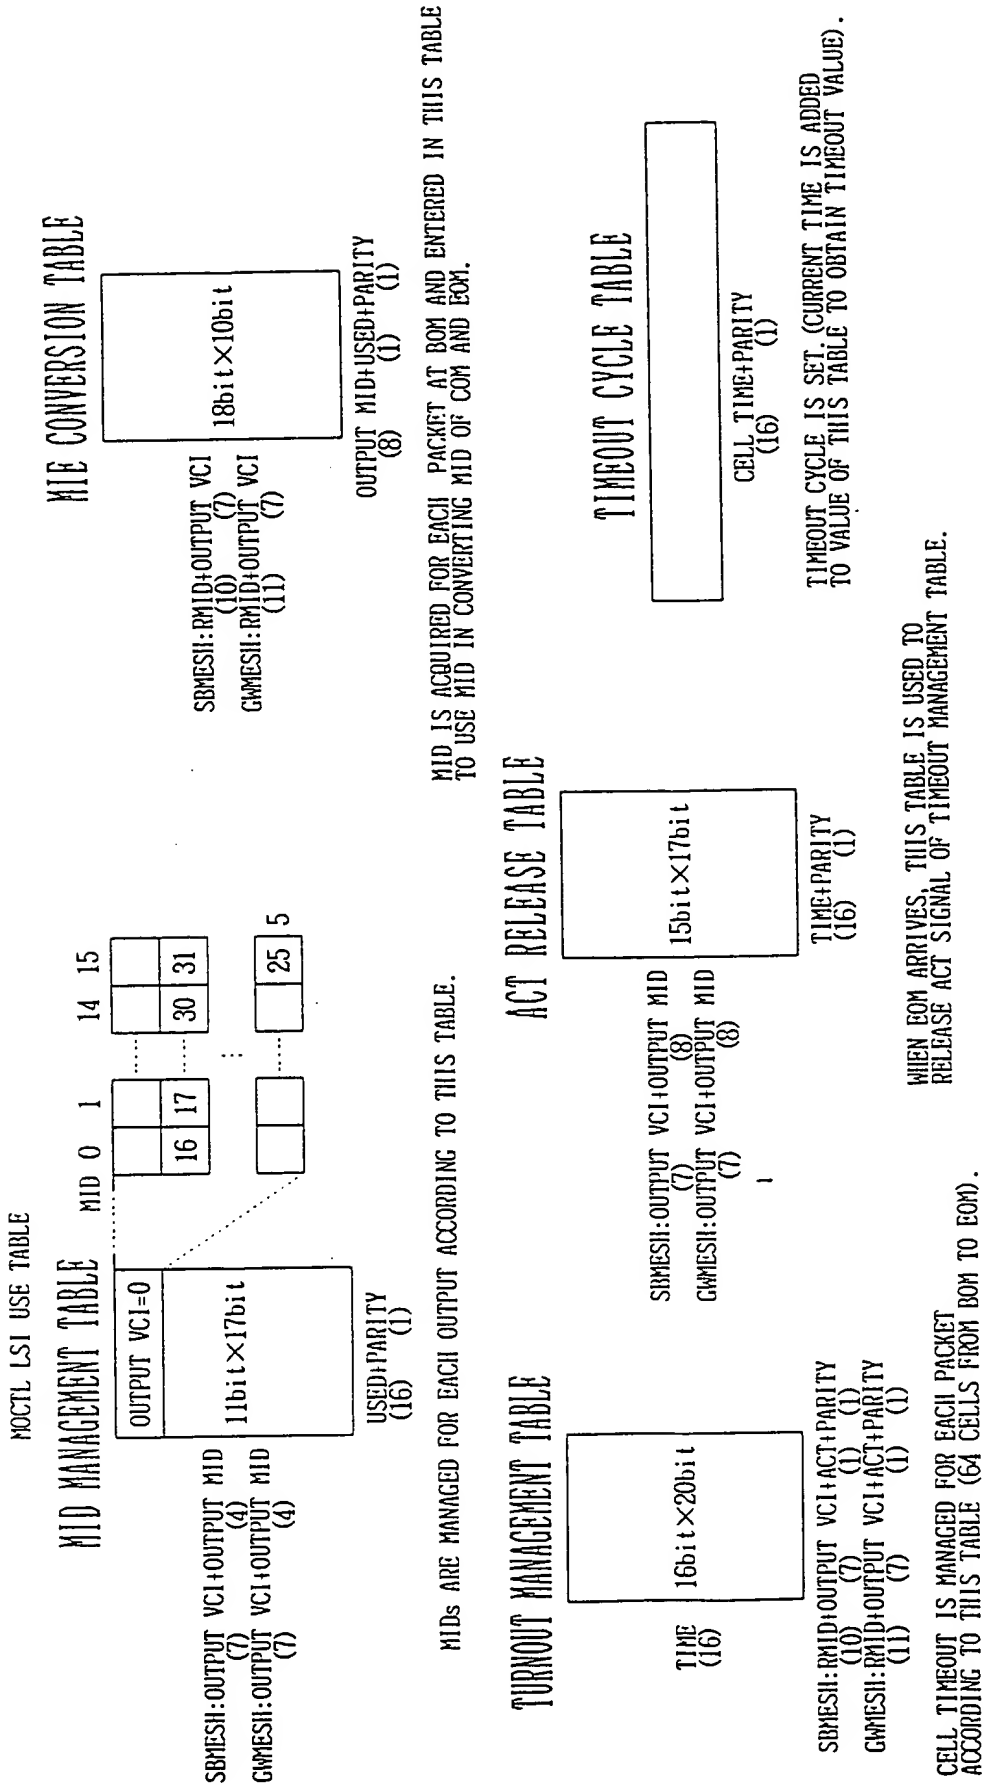 MOCTL LSI USE TABLE
MID MANAGEMENT TABLE
MID 0 1 14 15
OUTPUT VCI=0
11bit×17bit
16 17 30 31
25 5
SBMESH:OUTPUT VCI+OUTPUT MID
(7) (4)
GWMESH:OUTPUT VCI+OUTPUT MID
(7) (4)
USED+PARITY
(16) (1)
MIDs ARE MANAGED FOR EACH OUTPUT ACCORDING TO THIS TABLE.
MIE CONVERSION TABLE
18bit×10bit
SBMESH:RMID+OUTPUT VCI
(10) (7)
GWMESH:RMID+OUTPUT VCI
(11) (7)
OUTPUT MID+USED+PARITY
(8) (1) (1)
MID IS ACQUIRED FOR EACH PACKET AT BOM AND ENTERED IN THIS TABLE
TO USE MID IN CONVERTING MID OF COM AND EOM.
TURNOUT MANAGEMENT TABLE
TIME
(16)
16bit×20bit
SBMESH:RMID+OUTPUT VCI+ACT+PARITY
(10) (7) (1) (1)
GWMESH:RMID+OUTPUT VCI+ACT+PARITY
(11) (7) (1) (1)
CELL TIMEOUT IS MANAGED FOR EACH PACKET
ACCORDING TO THIS TABLE (64 CELLS FROM BOM TO EOM).
ACT RELEASE TABLE
15bit×17bit
SBMESH:OUTPUT VCI+OUTPUT MID
(7) (8)
GWMESH:OUTPUT VCI+OUTPUT MID
(7) (8)
TIME+PARITY
(16) (1)
WHEN EOM ARRIVES, THIS TABLE IS USED TO
RELEASE ACT SIGNAL OF TIMEOUT MANAGEMENT TABLE.
TIMEOUT CYCLE TABLE
CELL TIME+PARITY
(16) (1)
TIMEOUT CYCLE IS SET.(CURRENT TIME IS ADDED
TO VALUE OF THIS TABLE TO OBTAIN TIMEOUT VALUE).